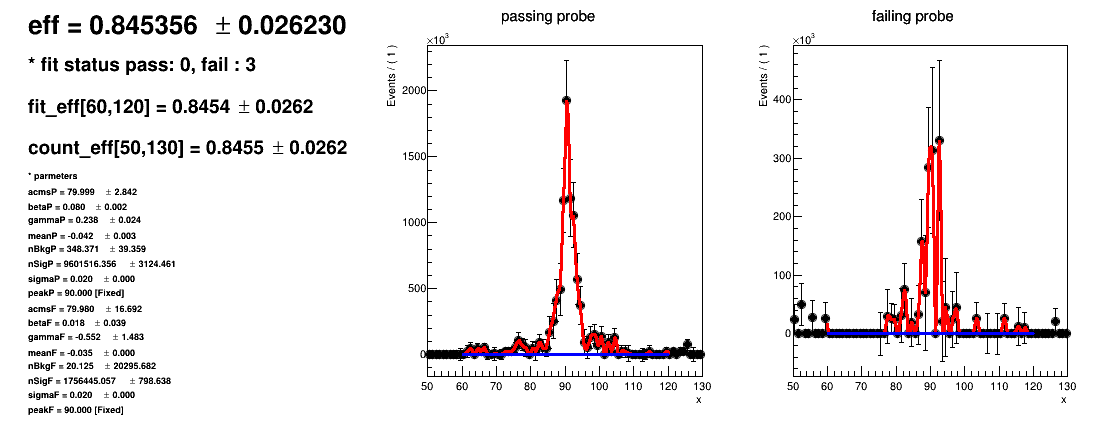 eff = 0.845356 ± 0.026230
* fit status pass: 0, fail : 3
fit_eff[60,120] = 0.8454 ± 0.0262
count_eff[50,130] = 0.8455 ± 0.0262
* parmeters
acmsP = 79.999 ± 2.842
betaP = 0.080 ± 0.002
gammaP = 0.238 ± 0.024
meanP = -0.042 ± 0.003
nBkgP = 348.371 ± 39.359
nSigP = 9601516.356 ± 3124.461
sigmaP = 0.020 ± 0.000
peakP = 90.000 [Fixed]
acmsF = 79.980 ± 16.692
betaF = 0.018 ± 0.039
gammaF = -0.552 ± 1.483
meanF = -0.035 ± 0.000
nBkgF = 20.125 ± 20295.682
nSigF = 1756445.057 ± 798.638
sigmaF = 0.020 ± 0.000
peakF = 90.000 [Fixed]
passing probe
×10³
Events / ( 1 )
2000
1500
1000
500
0
50 60 70 80 90 100 110 120 130
x
failing probe
×10³
Events / ( 1 )
400
300
200
100
0
50 60 70 80 90 100 110 120 130
x